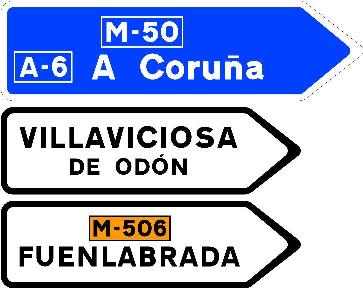 M-50
A-6 A Coruña
VILLAVICIOSA
DE ODÓN
M-506
FUENLABRADA